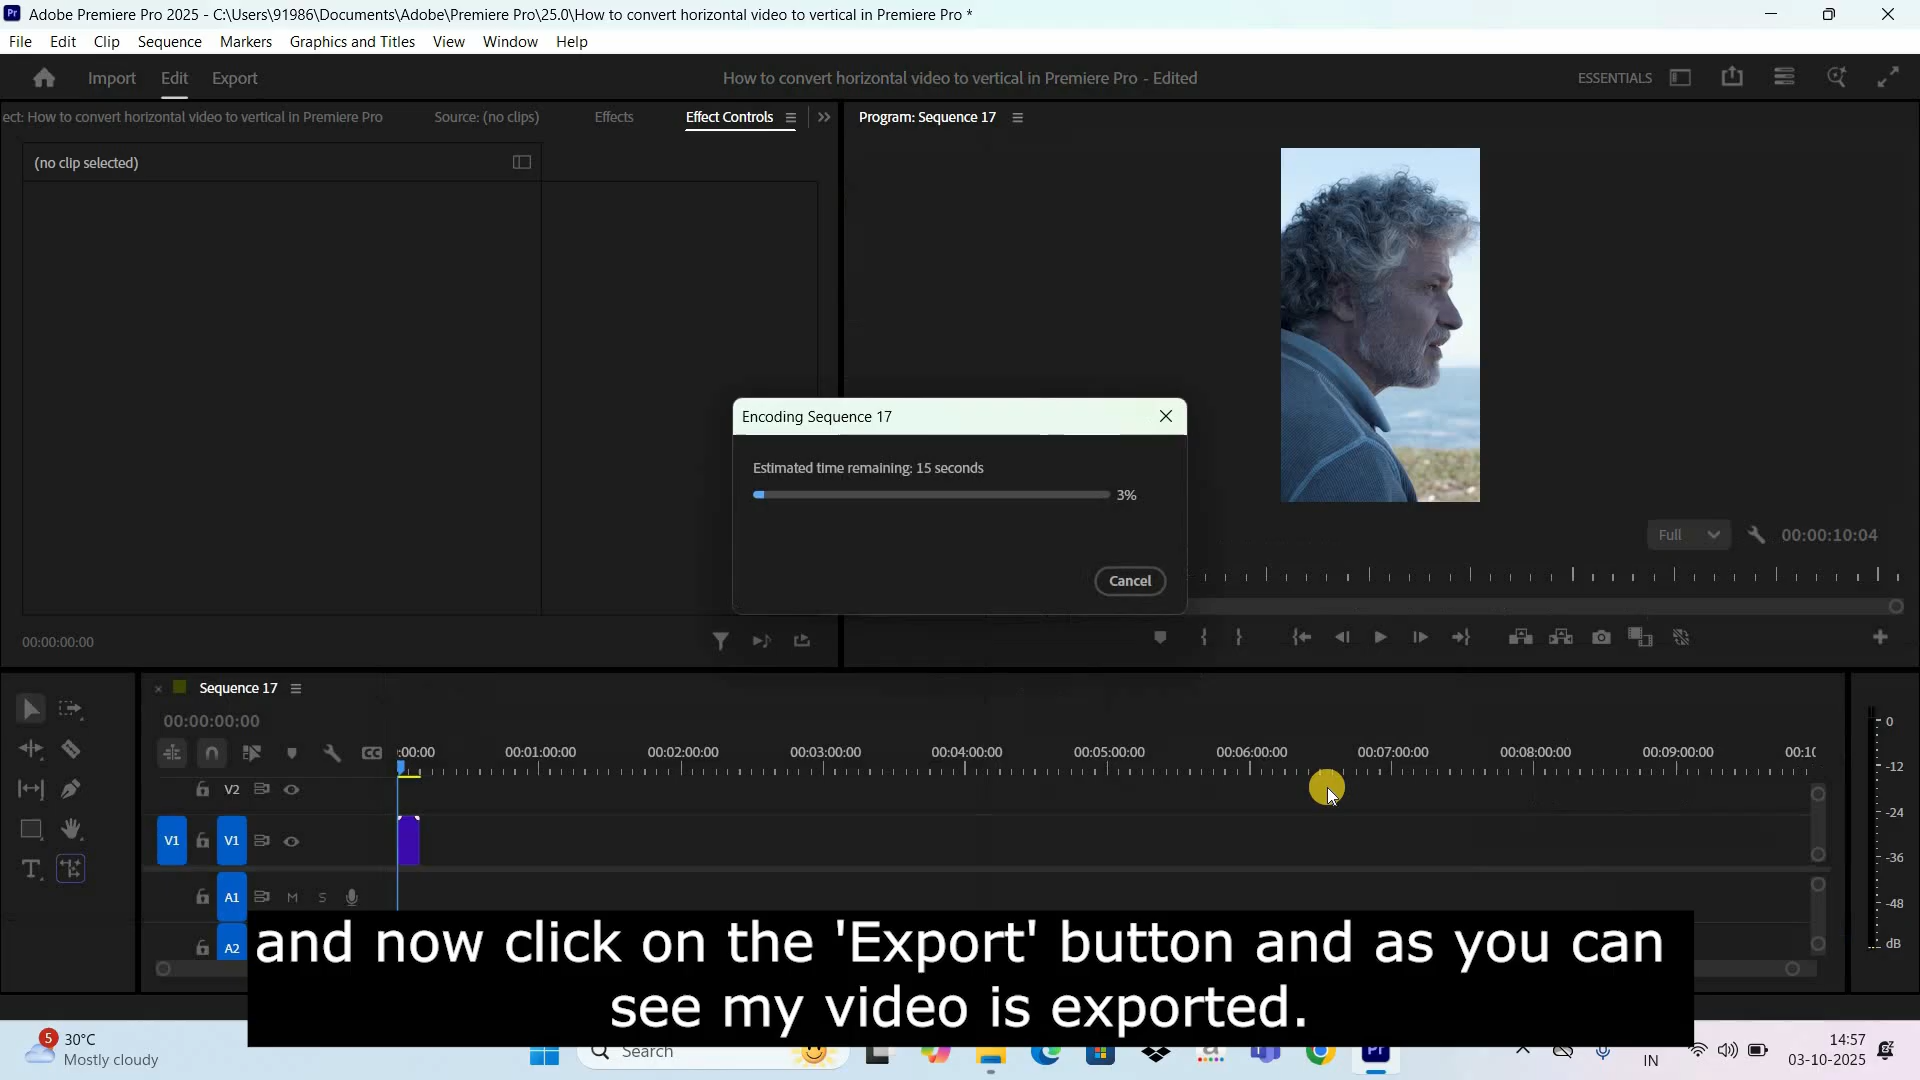 Pr Adobe Premiere Pro 2025 - C:\Users\91986\Documents\Adobe\Premiere Pro\25.0\How to convert horizontal video to vertical in Premiere Pro *
File Edit Clip Sequence Markers Graphics and Titles View Window Help
Import Edit Export How to convert horizontal video to vertical in Premiere Pro - Edited ESSENTIALS
ect: How to convert horizontal video to vertical in Premiere Pro Source: (no clips) Effects Effect Controls Program: Sequence 17
(no clip selected)
Encoding Sequence 17
Estimated time remaining: 15 seconds
3%
Cancel
Full 00:00:10:04
00:00:00:00
Sequence 17
00:00:00:00
:00:00 00:01:00:00 00:02:00:00 00:03:00:00 00:04:00:00 00:05:00:00 00:06:00:00 00:07:00:00 00:08:00:00 00:09:00:00 00:10
CC
V2
V1 V1
A1 M S
A2
0
-12
-24
-36
-48
dB
and now click on the 'Export' button and as you can
see my video is exported.
5 30°C
Mostly cloudy
Search
Pr
IN
14:57
03-10-2025